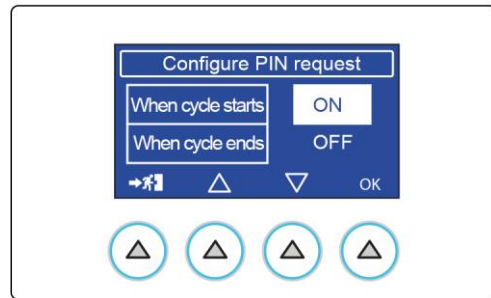 Configure PIN request
When cycle starts ON
When cycle ends OFF
OK